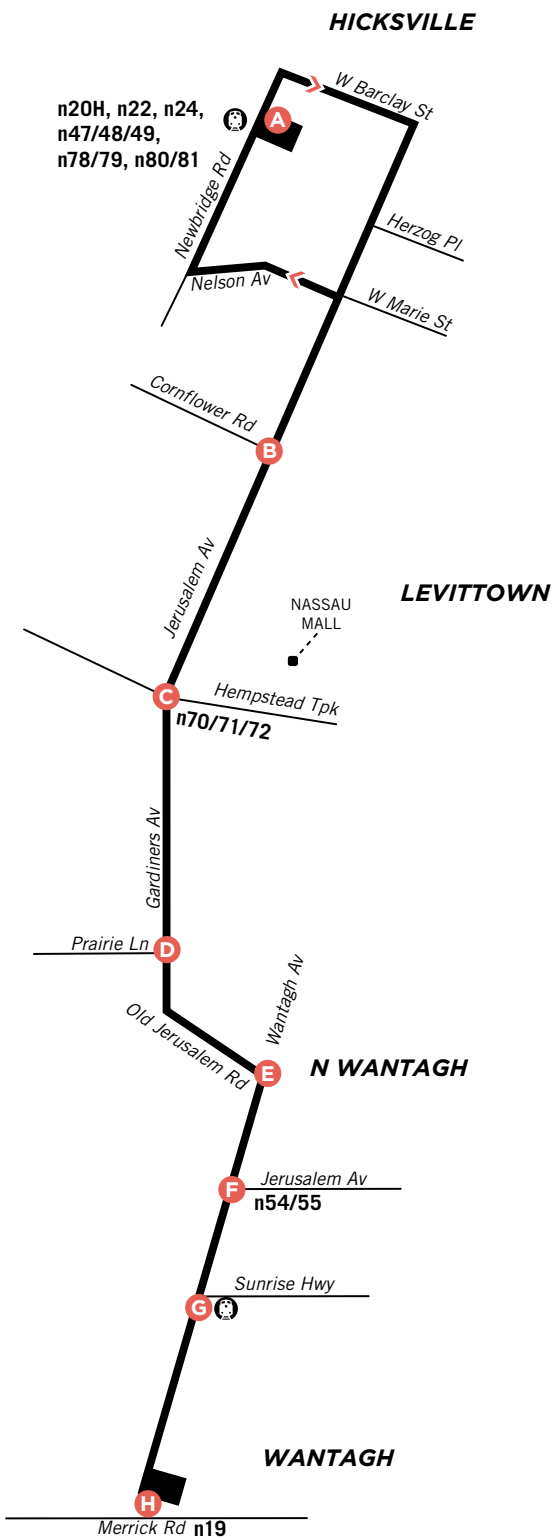 HICKSVILLE
W Barclay St
n20H, n22, n24,
n47/48/49,
n78/79, n80/81
A
Newbridge Rd
Herzog Pl
Nelson Av
W Marie St
Cornflower Rd
B
Jerusalem Av
LEVITTOWN
NASSAU
MALL
C
Hempstead Tpk
n70/71/72
Gardiners Av
Prairie Ln
D
Wantagh Av
Old Jerusalem Rd
E
N WANTAGH
F
Jerusalem Av
n54/55
Sunrise Hwy
G
WANTAGH
H
Merrick Rd n19